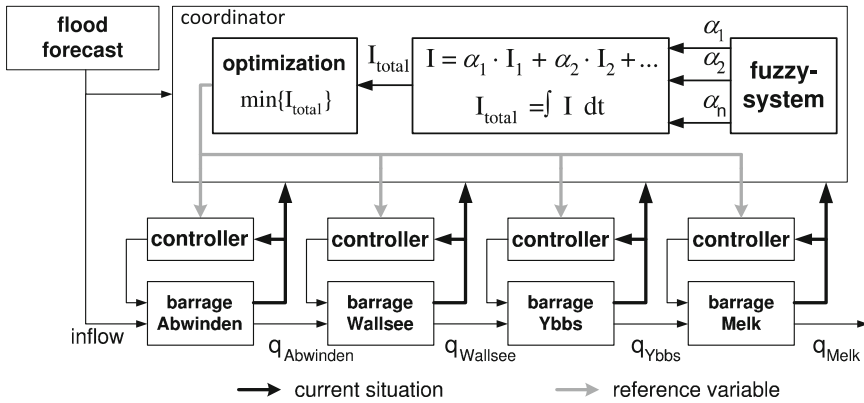 flood
forecast
coordinator
optimization
min{I_total}
I_total
I = α_1 · I_1 + α_2 · I_2 + ...
I_total = ∫ I dt
α_1
α_2
α_n
fuzzy-
system
controller
controller
controller
controller
barrage
Abwinden
barrage
Wallsee
barrage
Ybbs
barrage
Melk
inflow
q_Abwinden
q_Wallsee
q_Ybbs
q_Melk
current situation
reference variable